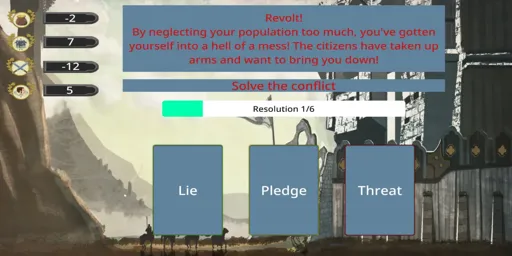 -2
7
-12
5
Revolt!
By neglecting your population too much, you've gotten
yourself into a hell of a mess! The citizens have taken up
arms and want to bring you down!
Solve the conflict
Resolution 1/6
Lie
Pledge
Threat